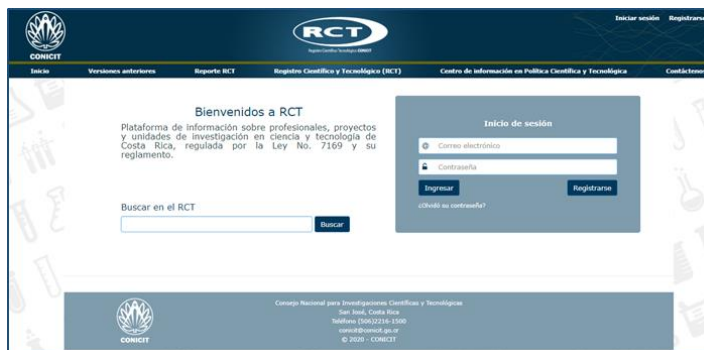 Iniciar sesión Registrarse
CONICIT
RCT
Registro Científico y Tecnológico CONICIT
Inicio Versiones anteriores Reporte RCT Registro Científico y Tecnológico (RCT) Centro de información en Política Científica y Tecnológica Contácteno
Bienvenidos a RCT
Plataforma de información sobre profesionales, proyectos
y unidades de investigación en ciencia y tecnología de
Costa Rica, regulada por la Ley No. 7169 y su
reglamento.
Buscar en el RCT
Buscar
Inicio de sesión
Correo electrónico
Contraseña
Ingresar Registrarse
¿Olvidó su contraseña?
CONICIT
Consejo Nacional para Investigaciones Científicas y Tecnológicas
San José, Costa Rica
Teléfono (506)2216-1500
conicit@conicit.go.cr
© 2020 - CONICIT